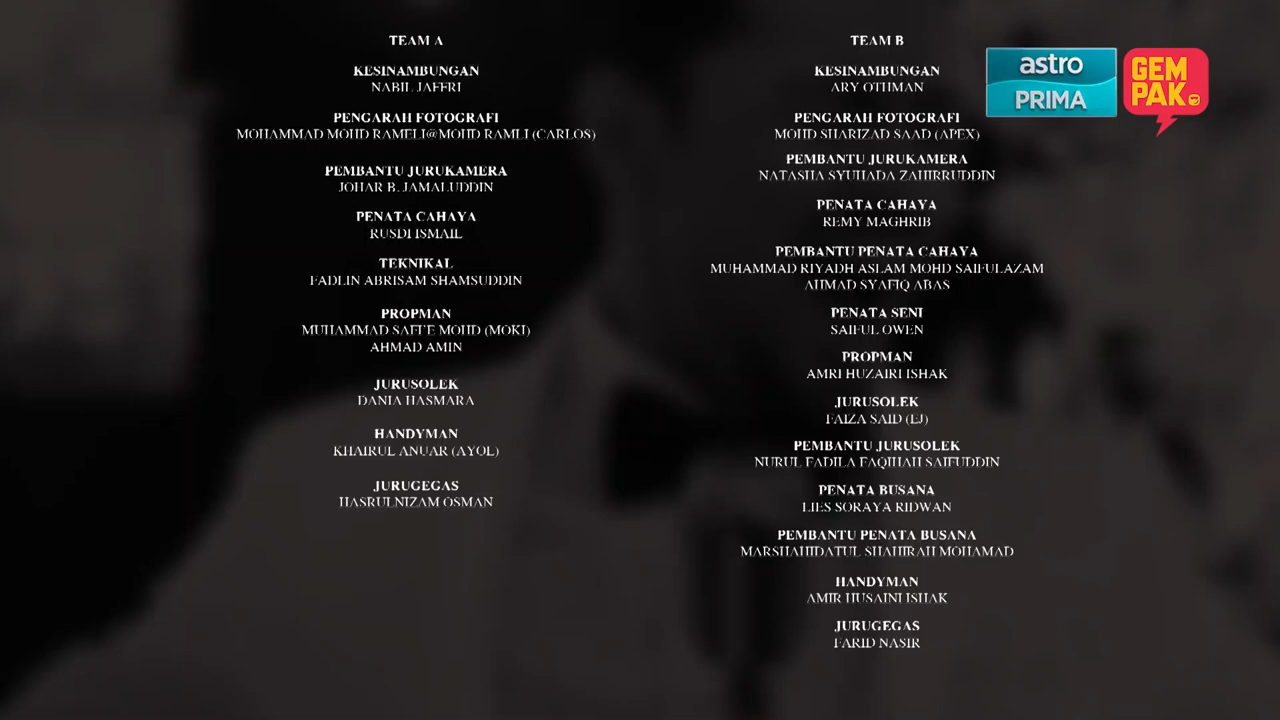 TEAM A
KESINAMBUNGAN
NABIL JAFFRI
PENGARAH FOTOGRAFI
MOHAMMAD MOHD RAMELI@MOHD RAMLI (CARLOS)
PEMBANTU JURUKAMERA
JOHAR B. JAMALUDDIN
PENATA CAHAYA
RUSDI ISMAIL
TEKNIKAL
FADLIN ABRISAM SHAMSUDDIN
PROPMAN
MUHAMMAD SAFI'E MOHD (MOKI)
AHMAD AMIN
JURUSOLEK
DANIA HASMARA
HANDYMAN
KHAIRUL ANUAR (AYOL)
JURUGEGAS
HASRULNIZAM OSMAN
TEAM B
KESINAMBUNGAN
ARY OTHMAN
PENGARAH FOTOGRAFI
MOHD SHARIZAD SAAD (APEX)
PEMBANTU JURUKAMERA
NATASHA SYUHADA ZAHIRRUDDIN
PENATA CAHAYA
REMY MAGHRIB
PEMBANTU PENATA CAHAYA
MUHAMMAD RIYADH ASLAM MOHD SAIFULAZAM
AHMAD SYAFIQ ABAS
PENATA SENI
SAIFUL OWEN
PROPMAN
AMRI HUZAIRI ISHAK
JURUSOLEK
FAIZA SAID (EJ)
PEMBANTU JURUSOLEK
NURUL FADILA FAQIHAH SAIFUDDIN
PENATA BUSANA
LIES SORAYA RIDWAN
PEMBANTU PENATA BUSANA
MARSHAHIDATUL SHAHIRAH MOHAMAD
HANDYMAN
AMIR HUSAINI ISHAK
JURUGEGAS
FARID NASIR
astro
PRIMA
GEM
PAK